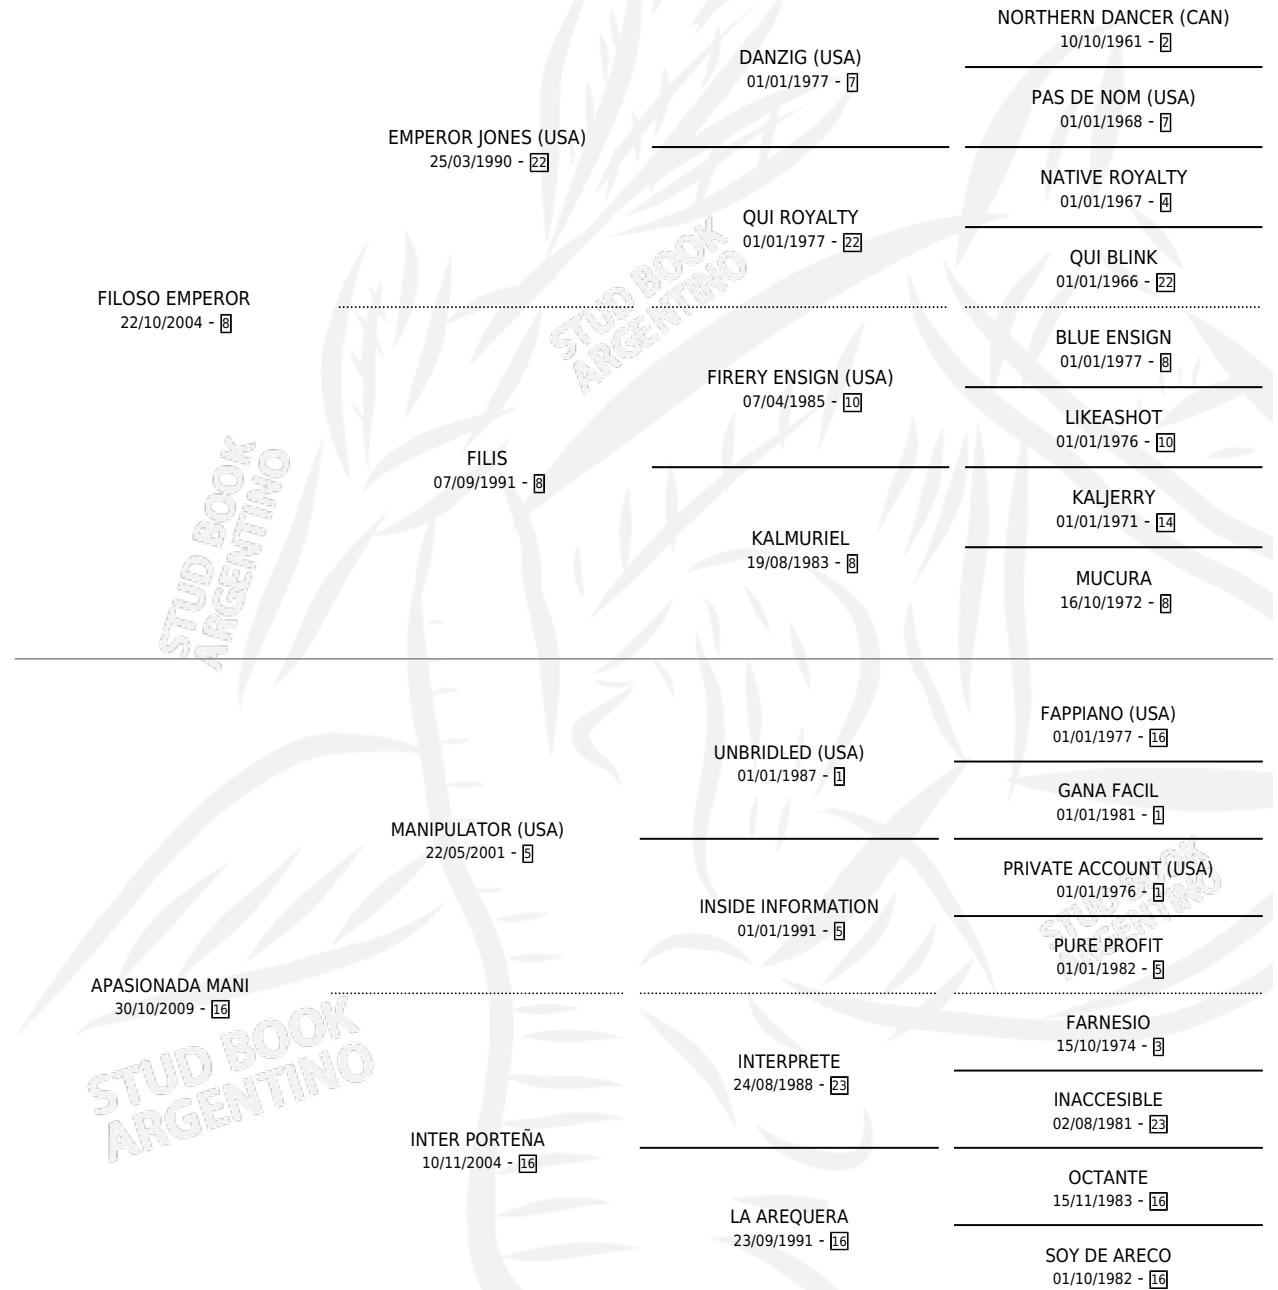 NORTHERN DANCER (CAN)
10/10/1961 - 2
DANZIG (USA)
01/01/1977 - 7
PAS DE NOM (USA)
01/01/1968 - 7
EMPEROR JONES (USA)
25/03/1990 - 22
NATIVE ROYALTY
01/01/1967 - 4
QUI ROYALTY
01/01/1977 - 22
QUI BLINK
01/01/1966 - 22
FILOSO EMPEROR
22/10/2004 - 8
BLUE ENSIGN
01/01/1977 - 8
FIRERY ENSIGN (USA)
07/04/1985 - 10
LIKEASHOT
01/01/1976 - 10
FILIS
07/09/1991 - 8
KALJERRY
01/01/1971 - 14
KALMURIEL
19/08/1983 - 8
MUCURA
16/10/1972 - 8
FAPPIANO (USA)
01/01/1977 - 16
UNBRIDLED (USA)
01/01/1987 - 1
GANA FACIL
01/01/1981 - 1
MANIPULATOR (USA)
22/05/2001 - 5
PRIVATE ACCOUNT (USA)
01/01/1976 - 1
INSIDE INFORMATION
01/01/1991 - 5
PURE PROFIT
01/01/1982 - 5
APASIONADA MANI
30/10/2009 - 16
FARNESIO
15/10/1974 - 3
INTERPRETE
24/08/1988 - 23
INACCESIBLE
02/08/1981 - 23
INTER PORTEÑA
10/11/2004 - 16
OCTANTE
15/11/1983 - 16
LA AREQUERA
23/09/1991 - 16
SOY DE ARECO
01/10/1982 - 16
STUD BOOK
ARGENTINO
STUD BOOK
ARGENTINO
STUD BOOK
ARGENTINO
STUD BOOK
ARGENTINO